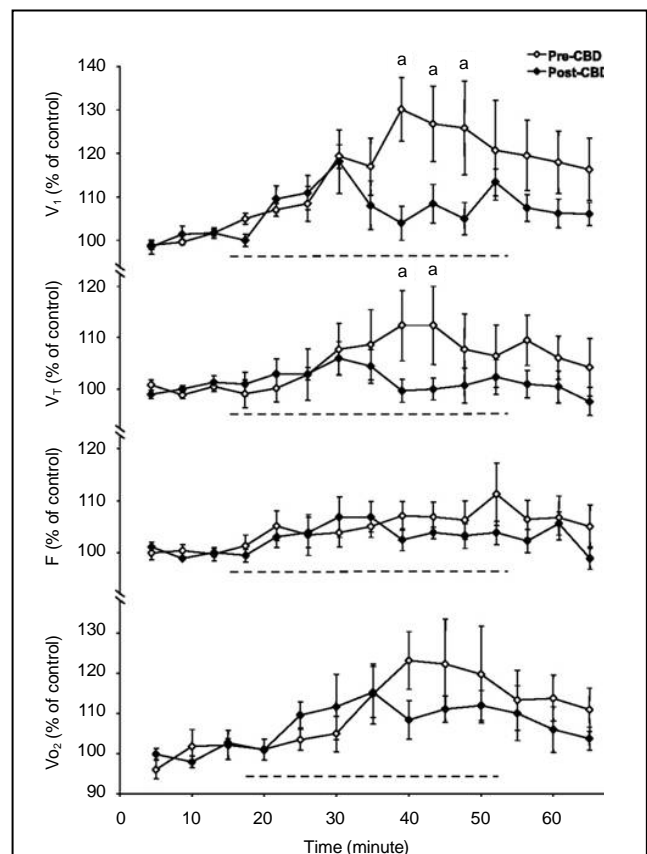 a a a
Pre-CBD
Post-CBD
V₁ (% of control)
140
130
120
110
100
a a
V_T (% of control)
120
110
100
F (% of control)
120
110
100
Vo₂ (% of control)
130
120
110
100
90
0 10 20 30 40 50 60
Time (minute)